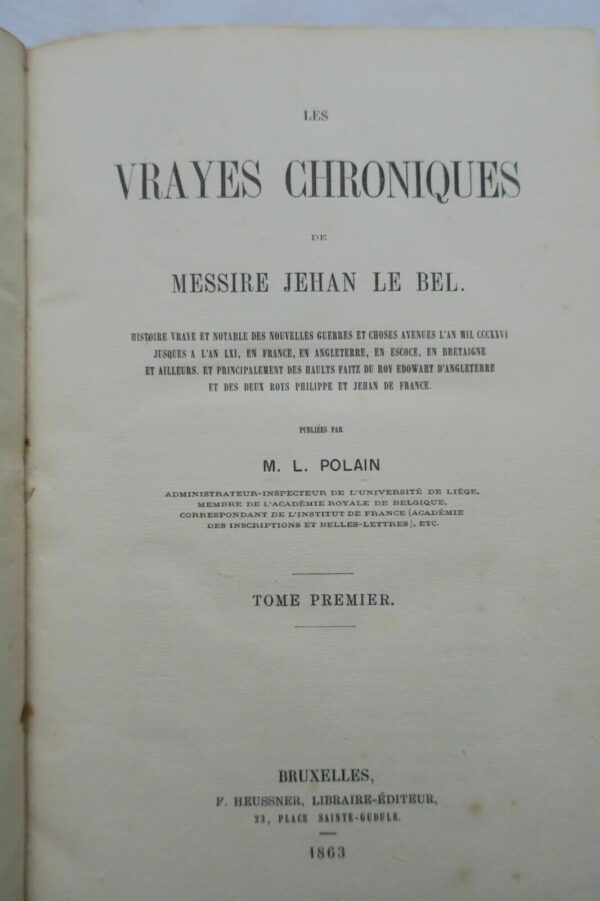 LES
VRAYES CHRONIQUES
DE
MESSIRE JEHAN LE BEL.
HISTOIRE VRAYE ET NOTABLE DES NOUVELLES GUERRES ET CHOSES AVENUES L'AN MIL CCCXXVI
JUSQUES A L'AN LXI, EN FRANCE, EN ANGLETERRE, EN ESCOCE, EN BRETAIGNE
ET AILLEURS. ET PRINCIPALEMENT DES HAULTS FAITZ DU ROY EDOWART D'ANGLETERRE
ET DES DEUX ROYS PHILIPPE ET JEHAN DE FRANCE.
PUBLIÉES PAR
M. L. POLAIN
ADMINISTRATEUR-INSPECTEUR DE L'UNIVERSITÉ DE LIÈGE,
MEMBRE DE L'ACADÉMIE ROYALE DE BELGIQUE,
CORRESPONDANT DE L'INSTITUT DE FRANCE (ACADÉMIE
DES INSCRIPTIONS ET BELLES-LETTRES), ETC.
TOME PREMIER.
BRUXELLES,
F. HEUSSNER, LIBRAIRE-ÉDITEUR,
23, PLACE SAINTE-GUDULE.
1863